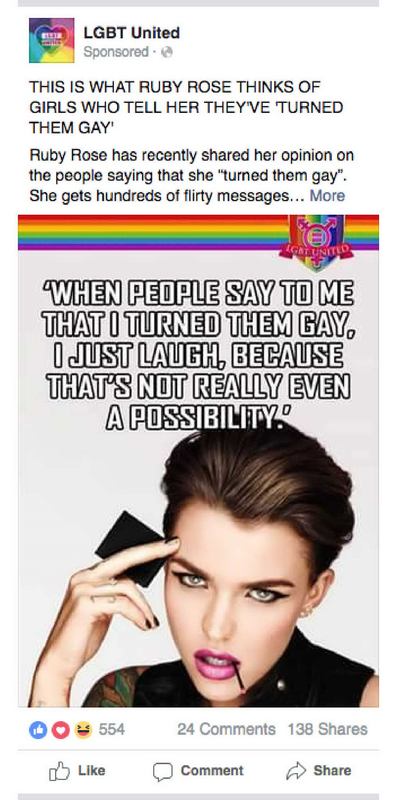 LGBT United
Sponsored ·
THIS IS WHAT RUBY ROSE THINKS OF
GIRLS WHO TELL HER THEY'VE 'TURNED
THEM GAY'
Ruby Rose has recently shared her opinion on
the people saying that she “turned them gay”.
She gets hundreds of flirty messages... More
LGBT UNITED
‘WHEN PEOPLE SAY TO ME
THAT I TURNED THEM GAY,
I JUST LAUGH, BECAUSE
THAT'S NOT REALLY EVEN
A POSSIBILITY.’
554 24 Comments 138 Shares
Like Comment Share